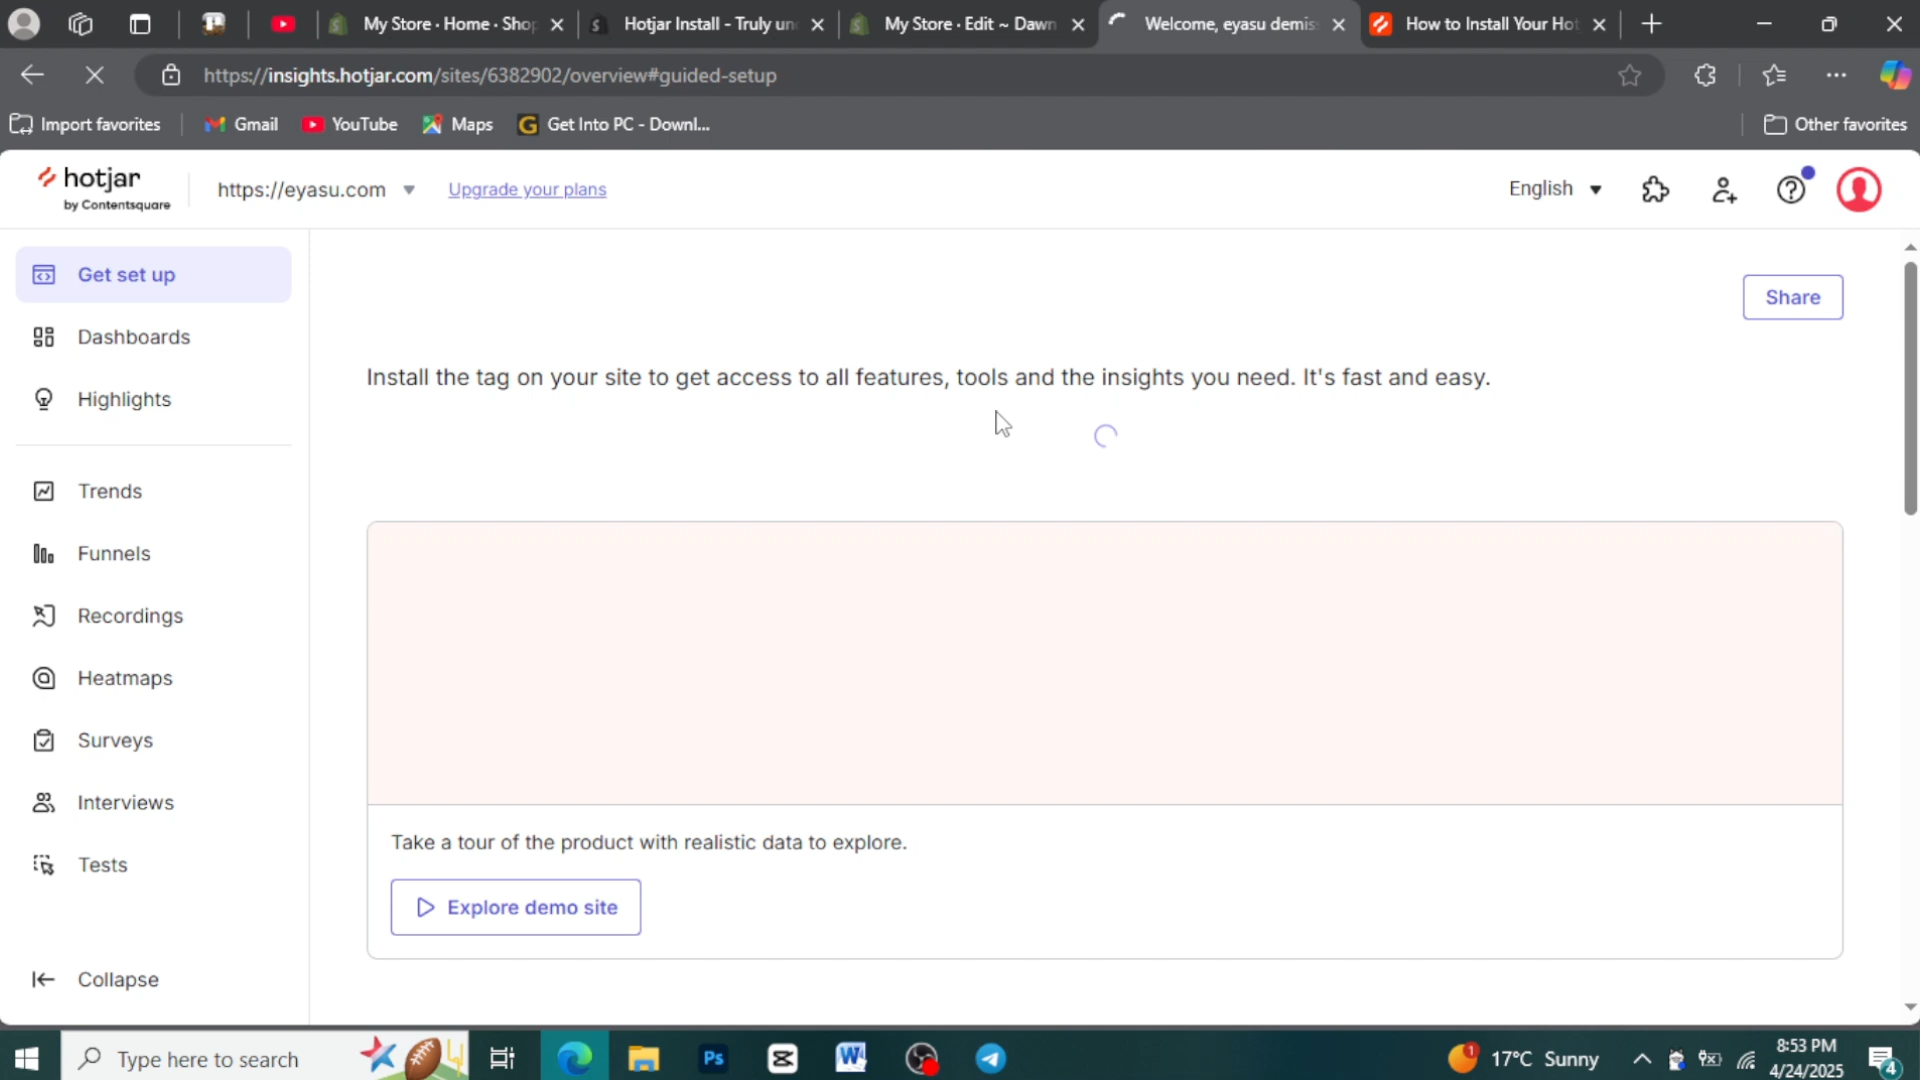 My Store · Home · Shop
Hotjar Install - Truly un
My Store · Edit ~ Dawn
Welcome, eyasu demis
How to Install Your Hot
https://insights.hotjar.com/sites/6382902/overview#guided-setup
Import favorites
Gmail
YouTube
Maps
Get Into PC - Downl...
Other favorites
hotjar
by Contentsquare
https://eyasu.com
Upgrade your plans
English
Get set up
Dashboards
Highlights
Trends
Funnels
Recordings
Heatmaps
Surveys
Interviews
Tests
Collapse
Share
Install the tag on your site to get access to all features, tools and the insights you need. It's fast and easy.
Take a tour of the product with realistic data to explore.
Explore demo site
Type here to search
Ps
W
1
17°C Sunny
8:53 PM
4/24/2025
4